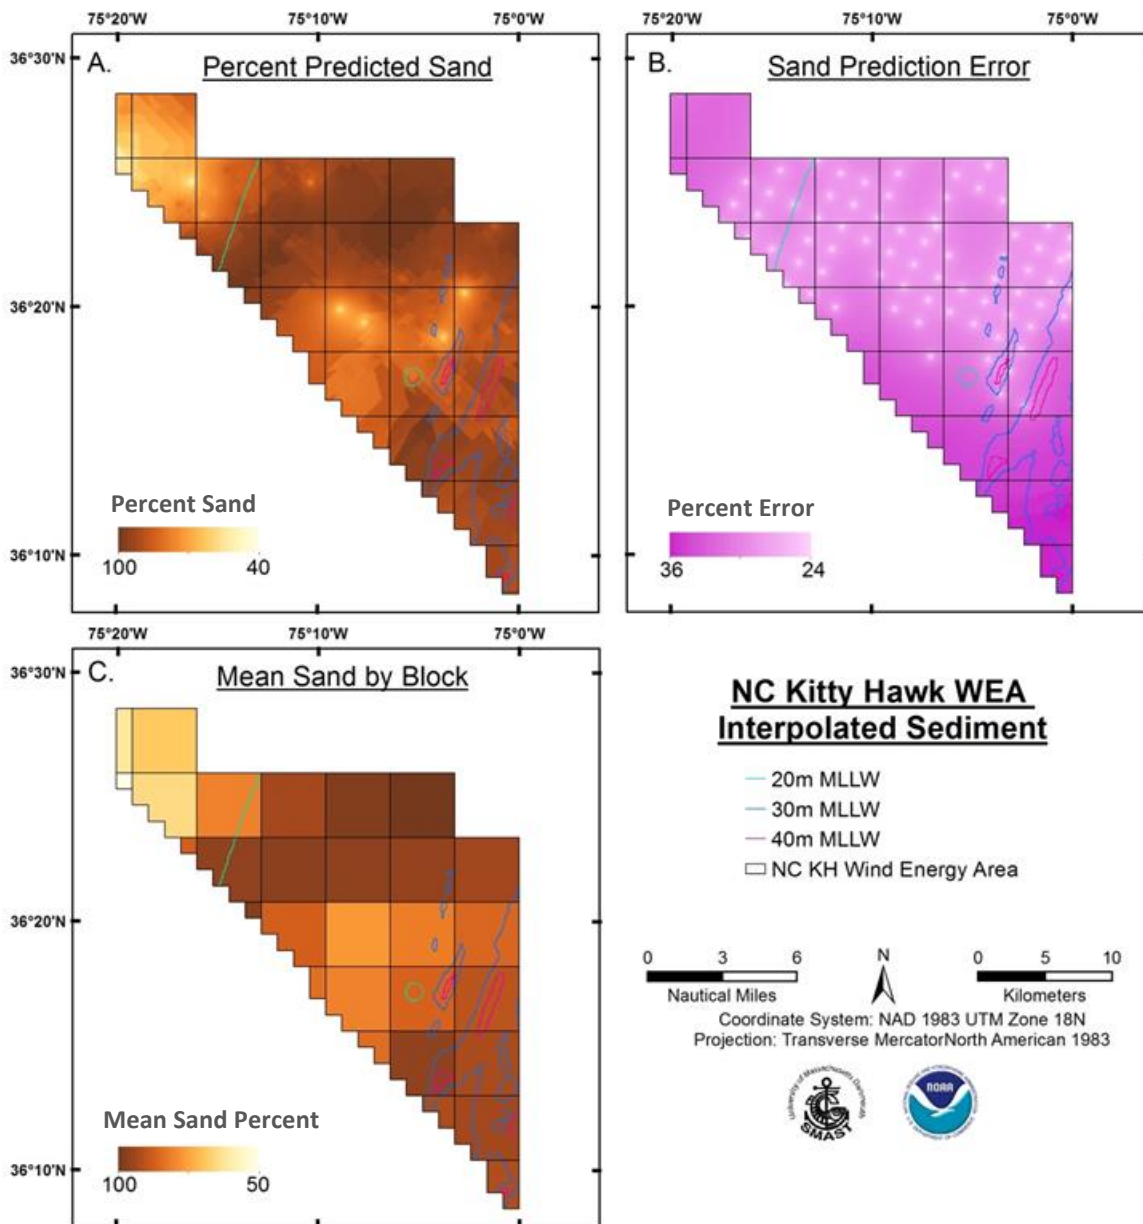 75°20'W 75°10'W 75°0'W 75°20'W 75°10'W 75°0'W
36°30'N
A. Percent Predicted Sand
B. Sand Prediction Error
36°20'N
Percent Sand
100 40
Percent Error
36 24
36°10'N
75°20'W 75°10'W 75°0'W
36°30'N
C. Mean Sand by Block
36°20'N
Mean Sand Percent
100 50
36°10'N
NC Kitty Hawk WEA
Interpolated Sediment
20m MLLW
30m MLLW
40m MLLW
NC KH Wind Energy Area
0 3 6
Nautical Miles
N
0 5 10
Kilometers
Coordinate System: NAD 1983 UTM Zone 18N
Projection: Transverse MercatorNorth American 1983
University of Massachusetts Dartmouth
SMAST
NOAA